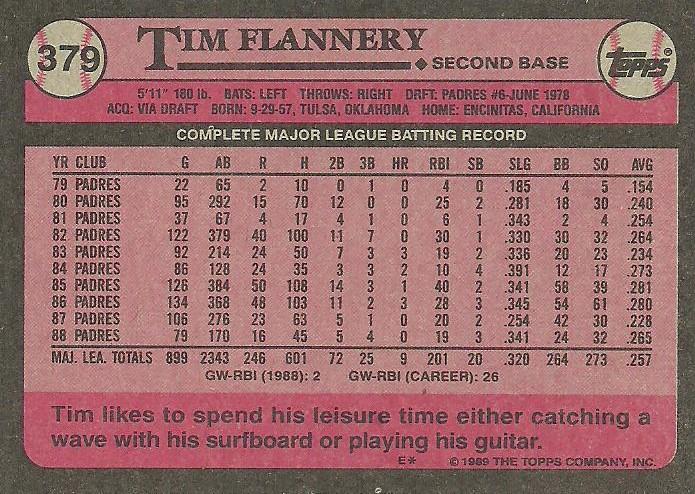 379
TIM FLANNERY
◆ SECOND BASE
Topps
5'11" 180 lb. BATS: LEFT THROWS: RIGHT DRFT: PADRES #6-JUNE 1978
ACQ: VIA DRAFT BORN: 9-29-57, TULSA, OKLAHOMA HOME: ENCINITAS, CALIFORNIA
COMPLETE MAJOR LEAGUE BATTING RECORD
YR CLUB G AB R H 2B 3B HR RBI SB SLG BB SO AVG
79 PADRES 22 65 2 10 0 1 0 4 0 .185 4 5 .154
80 PADRES 95 292 15 70 12 0 0 25 2 .281 18 30 .240
81 PADRES 37 67 4 17 4 1 0 6 1 .343 2 4 .254
82 PADRES 122 379 40 100 11 7 0 30 1 .330 30 32 .264
83 PADRES 92 214 24 50 7 3 3 19 2 .336 20 23 .234
84 PADRES 86 128 24 35 3 3 2 10 4 .391 12 17 .273
85 PADRES 126 384 50 108 14 3 1 40 2 .341 58 39 .281
86 PADRES 134 368 48 103 11 2 3 28 3 .345 54 61 .280
87 PADRES 106 276 23 63 5 1 0 20 2 .254 42 30 .228
88 PADRES 79 170 16 45 5 4 0 19 3 .341 24 32 .265
MAJ. LEA. TOTALS 899 2343 246 601 72 25 9 201 20 .320 264 273 .257
GW-RBI (1988): 2 GW-RBI (CAREER): 26
Tim likes to spend his leisure time either catching a
wave with his surfboard or playing his guitar.
E* © 1989 THE TOPPS COMPANY, INC.